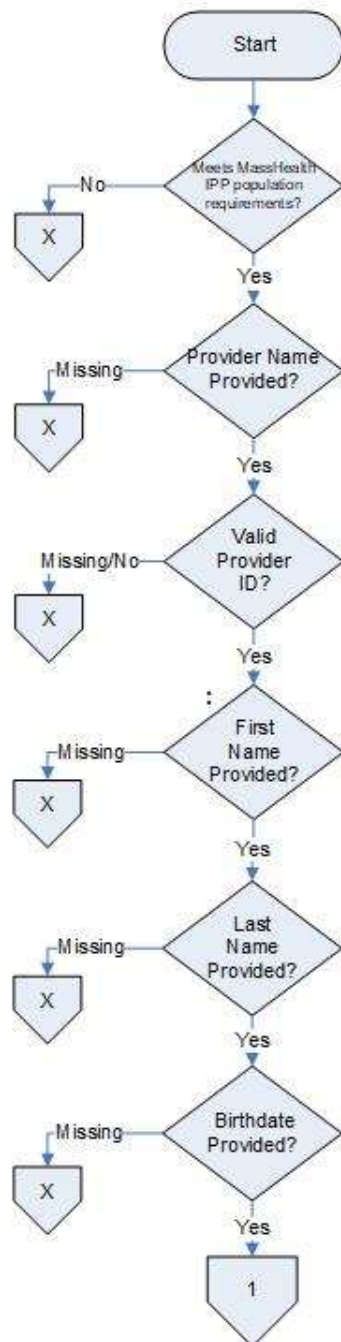 Start
Meets MassHealth
IPP population
requirements?
No
X
Yes
Provider Name
Provided?
Missing
X
Yes
Valid
Provider
ID?
Missing/No
X
Yes
:
First
Name
Provided?
Missing
X
Yes
Last
Name
Provided?
Missing
X
Yes
Birthdate
Provided?
Missing
X
Yes
1